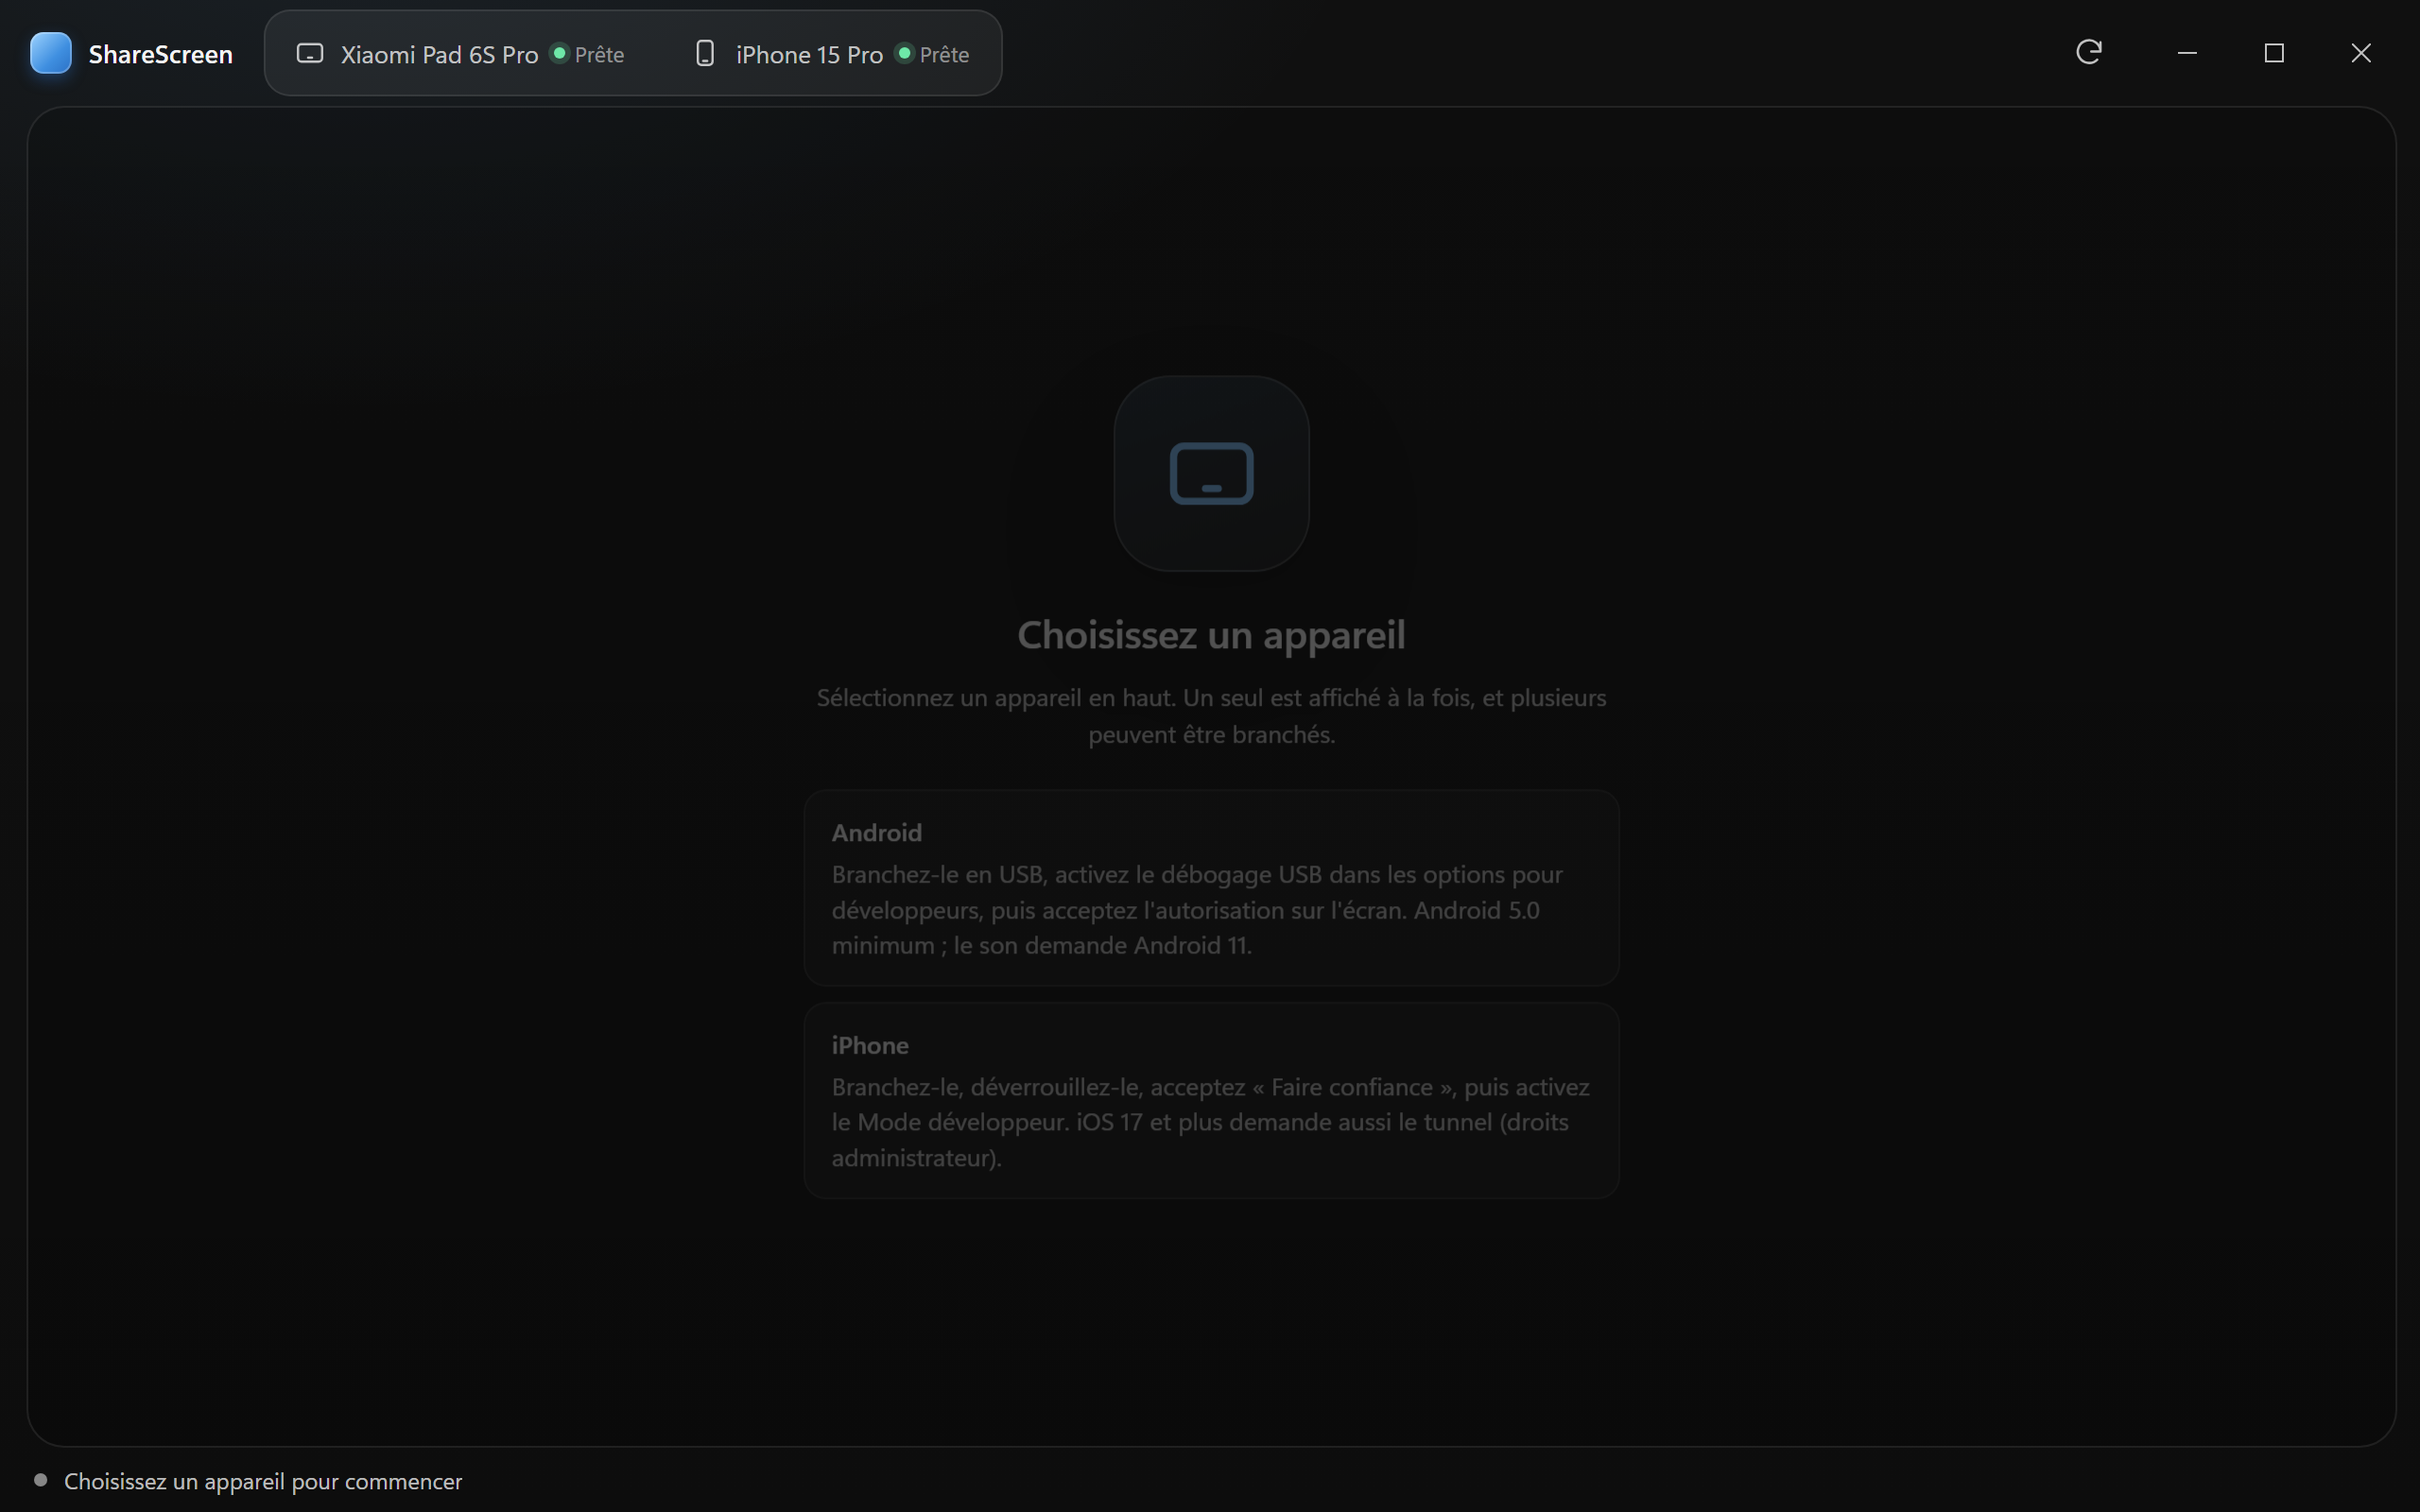 ShareScreen
Xiaomi Pad 6S Pro Prête
iPhone 15 Pro Prête
Choisissez un appareil
Sélectionnez un appareil en haut. Un seul est affiché à la fois, et plusieurs
peuvent être branchés.
Android
Branchez-le en USB, activez le débogage USB dans les options pour
développeurs, puis acceptez l'autorisation sur l'écran. Android 5.0
minimum ; le son demande Android 11.
iPhone
Branchez-le, déverrouillez-le, acceptez « Faire confiance », puis activez
le Mode développeur. iOS 17 et plus demande aussi le tunnel (droits
administrateur).
Choisissez un appareil pour commencer